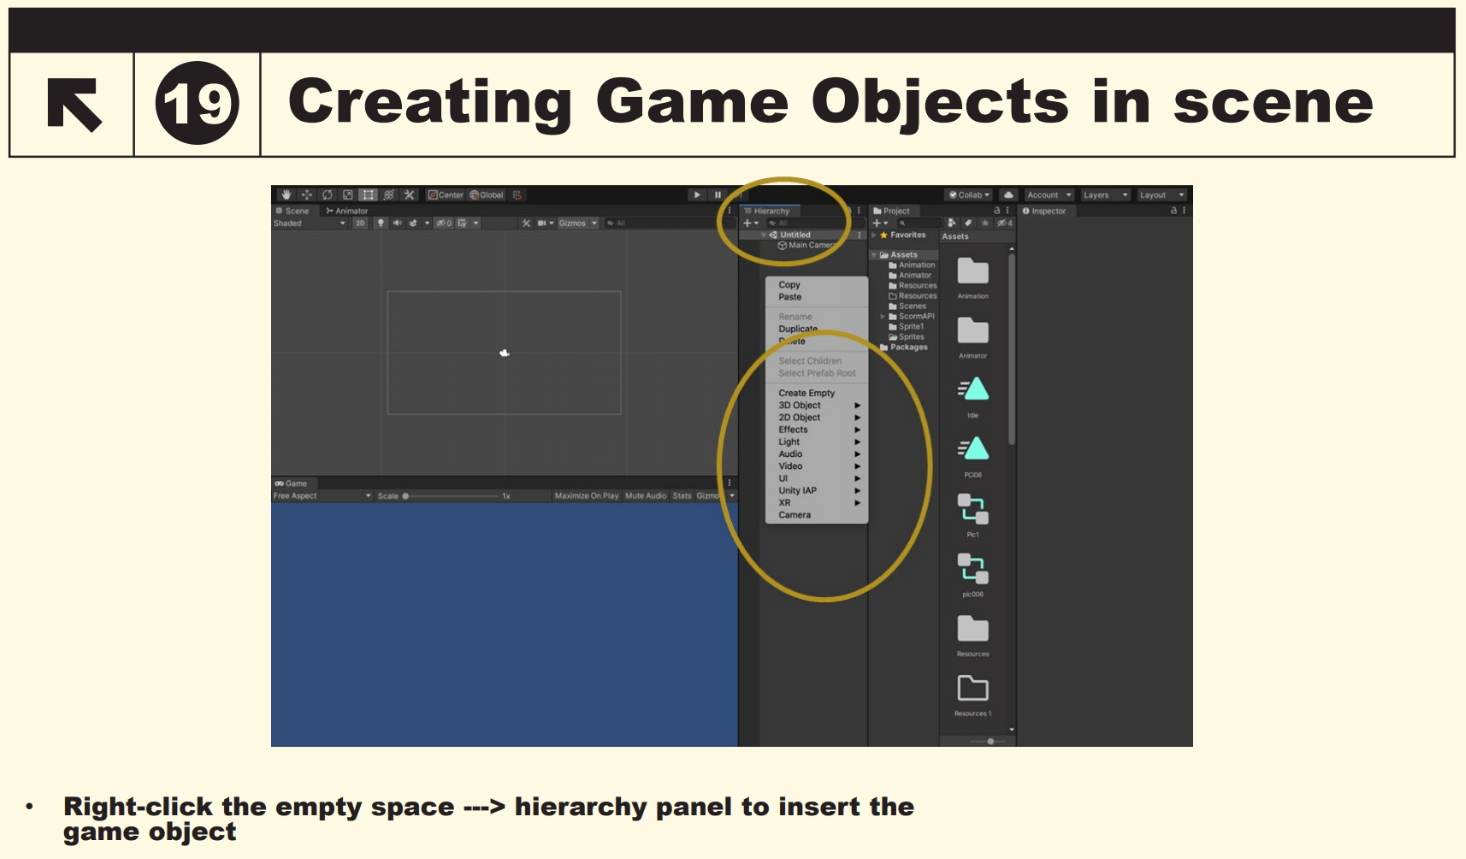 19
Creating Game Objects in scene
Center
Global
Collab
Account
Layers
Layout
Scene
Animator
Hierarchy
Project
Inspector
Shaded
2D
Gizmos
All
All
Untitled
Main Camera
Favorites
Assets
Animation
Animator
Resources
Resources
Scenes
ScormAPI
Sprite1
Sprites
Packages
Assets
Animation
Animator
Idle
PC06
Pic1
pic006
Resources
Resources 1
Copy
Paste
Rename
Duplicate
Delete
Select Children
Select Prefab Root
Create Empty
3D Object
2D Object
Effects
Light
Audio
Video
UI
Unity IAP
XR
Camera
Game
Free Aspect
Scale
1x
Maximize On Play
Mute Audio
Stats
Gizmo
• Right-click the empty space ---> hierarchy panel to insert the
game object